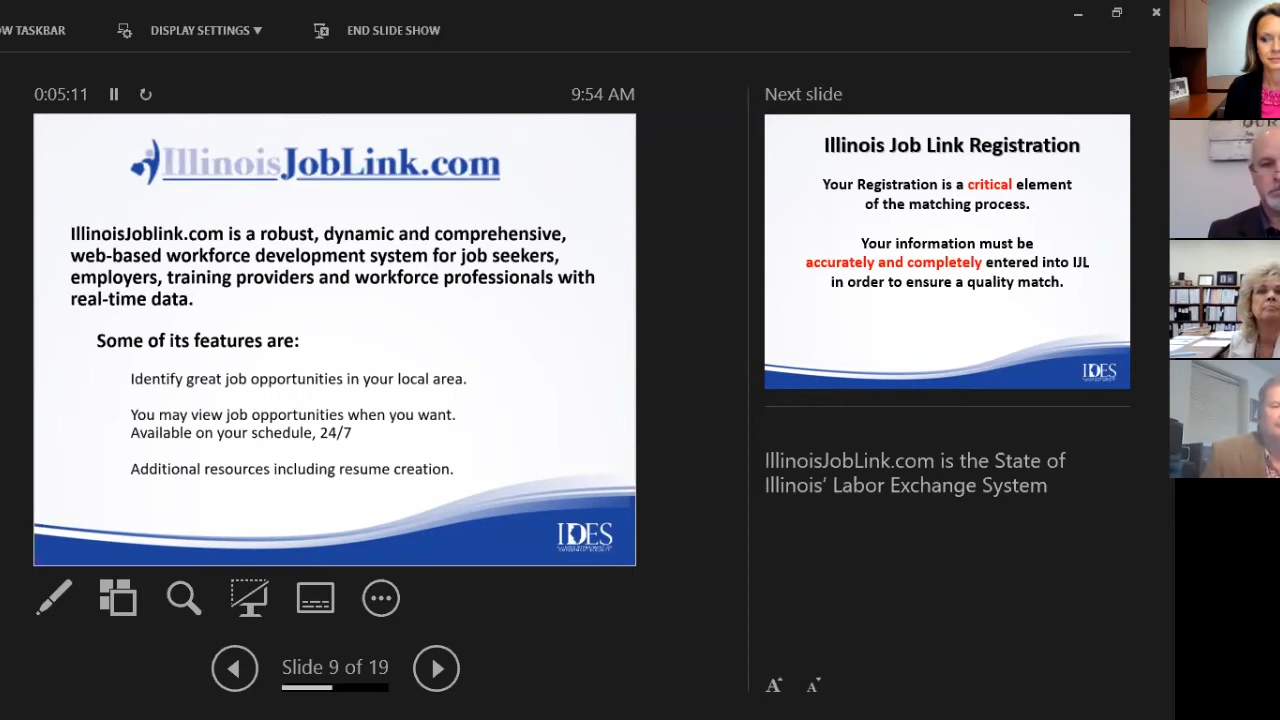 OW TASKBAR
DISPLAY SETTINGS
END SLIDE SHOW
0:05:11
9:54 AM
IllinoisJobLink.com
IllinoisJoblink.com is a robust, dynamic and comprehensive,
web-based workforce development system for job seekers,
employers, training providers and workforce professionals with
real-time data.
Some of its features are:
Identify great job opportunities in your local area.
You may view job opportunities when you want.
Available on your schedule, 24/7
Additional resources including resume creation.
IDES
Slide 9 of 19
Next slide
Illinois Job Link Registration
Your Registration is a critical element
of the matching process.
Your information must be
accurately and completely entered into IJL
in order to ensure a quality match.
IDES
IllinoisJobLink.com is the State of
Illinois’ Labor Exchange System
A
A
OUR